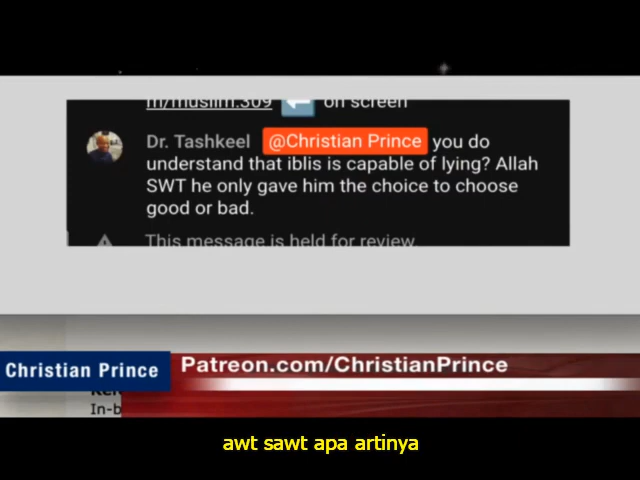 m/muslim:309 on screen
Dr. Tashkeel @Christian Prince you do
understand that iblis is capable of lying? Allah
SWT he only gave him the choice to choose
good or bad.
This message is held for review
Christian Prince
Patreon.com/ChristianPrince
In-b
awt sawt apa artinya